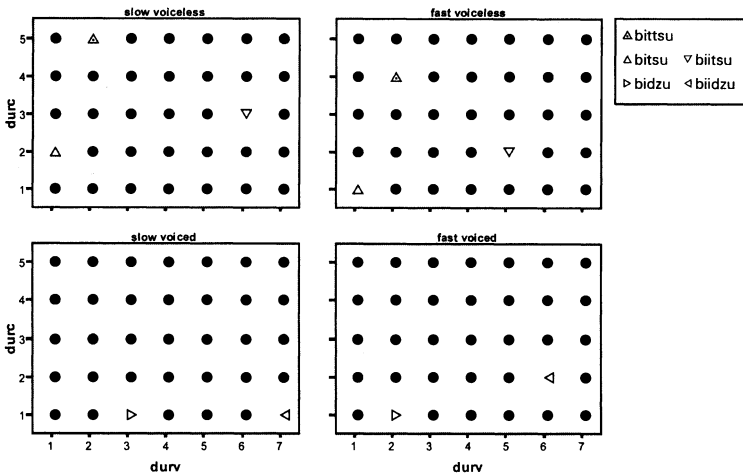 slow voiceless
fast voiceless
bittsu
bitsu biitsu
bidzu biidzu
durc
5
4
3
2
1
slow voiced
fast voiced
durc
5
4
3
2
1
1 2 3 4 5 6 7
1 2 3 4 5 6 7
durv
durv